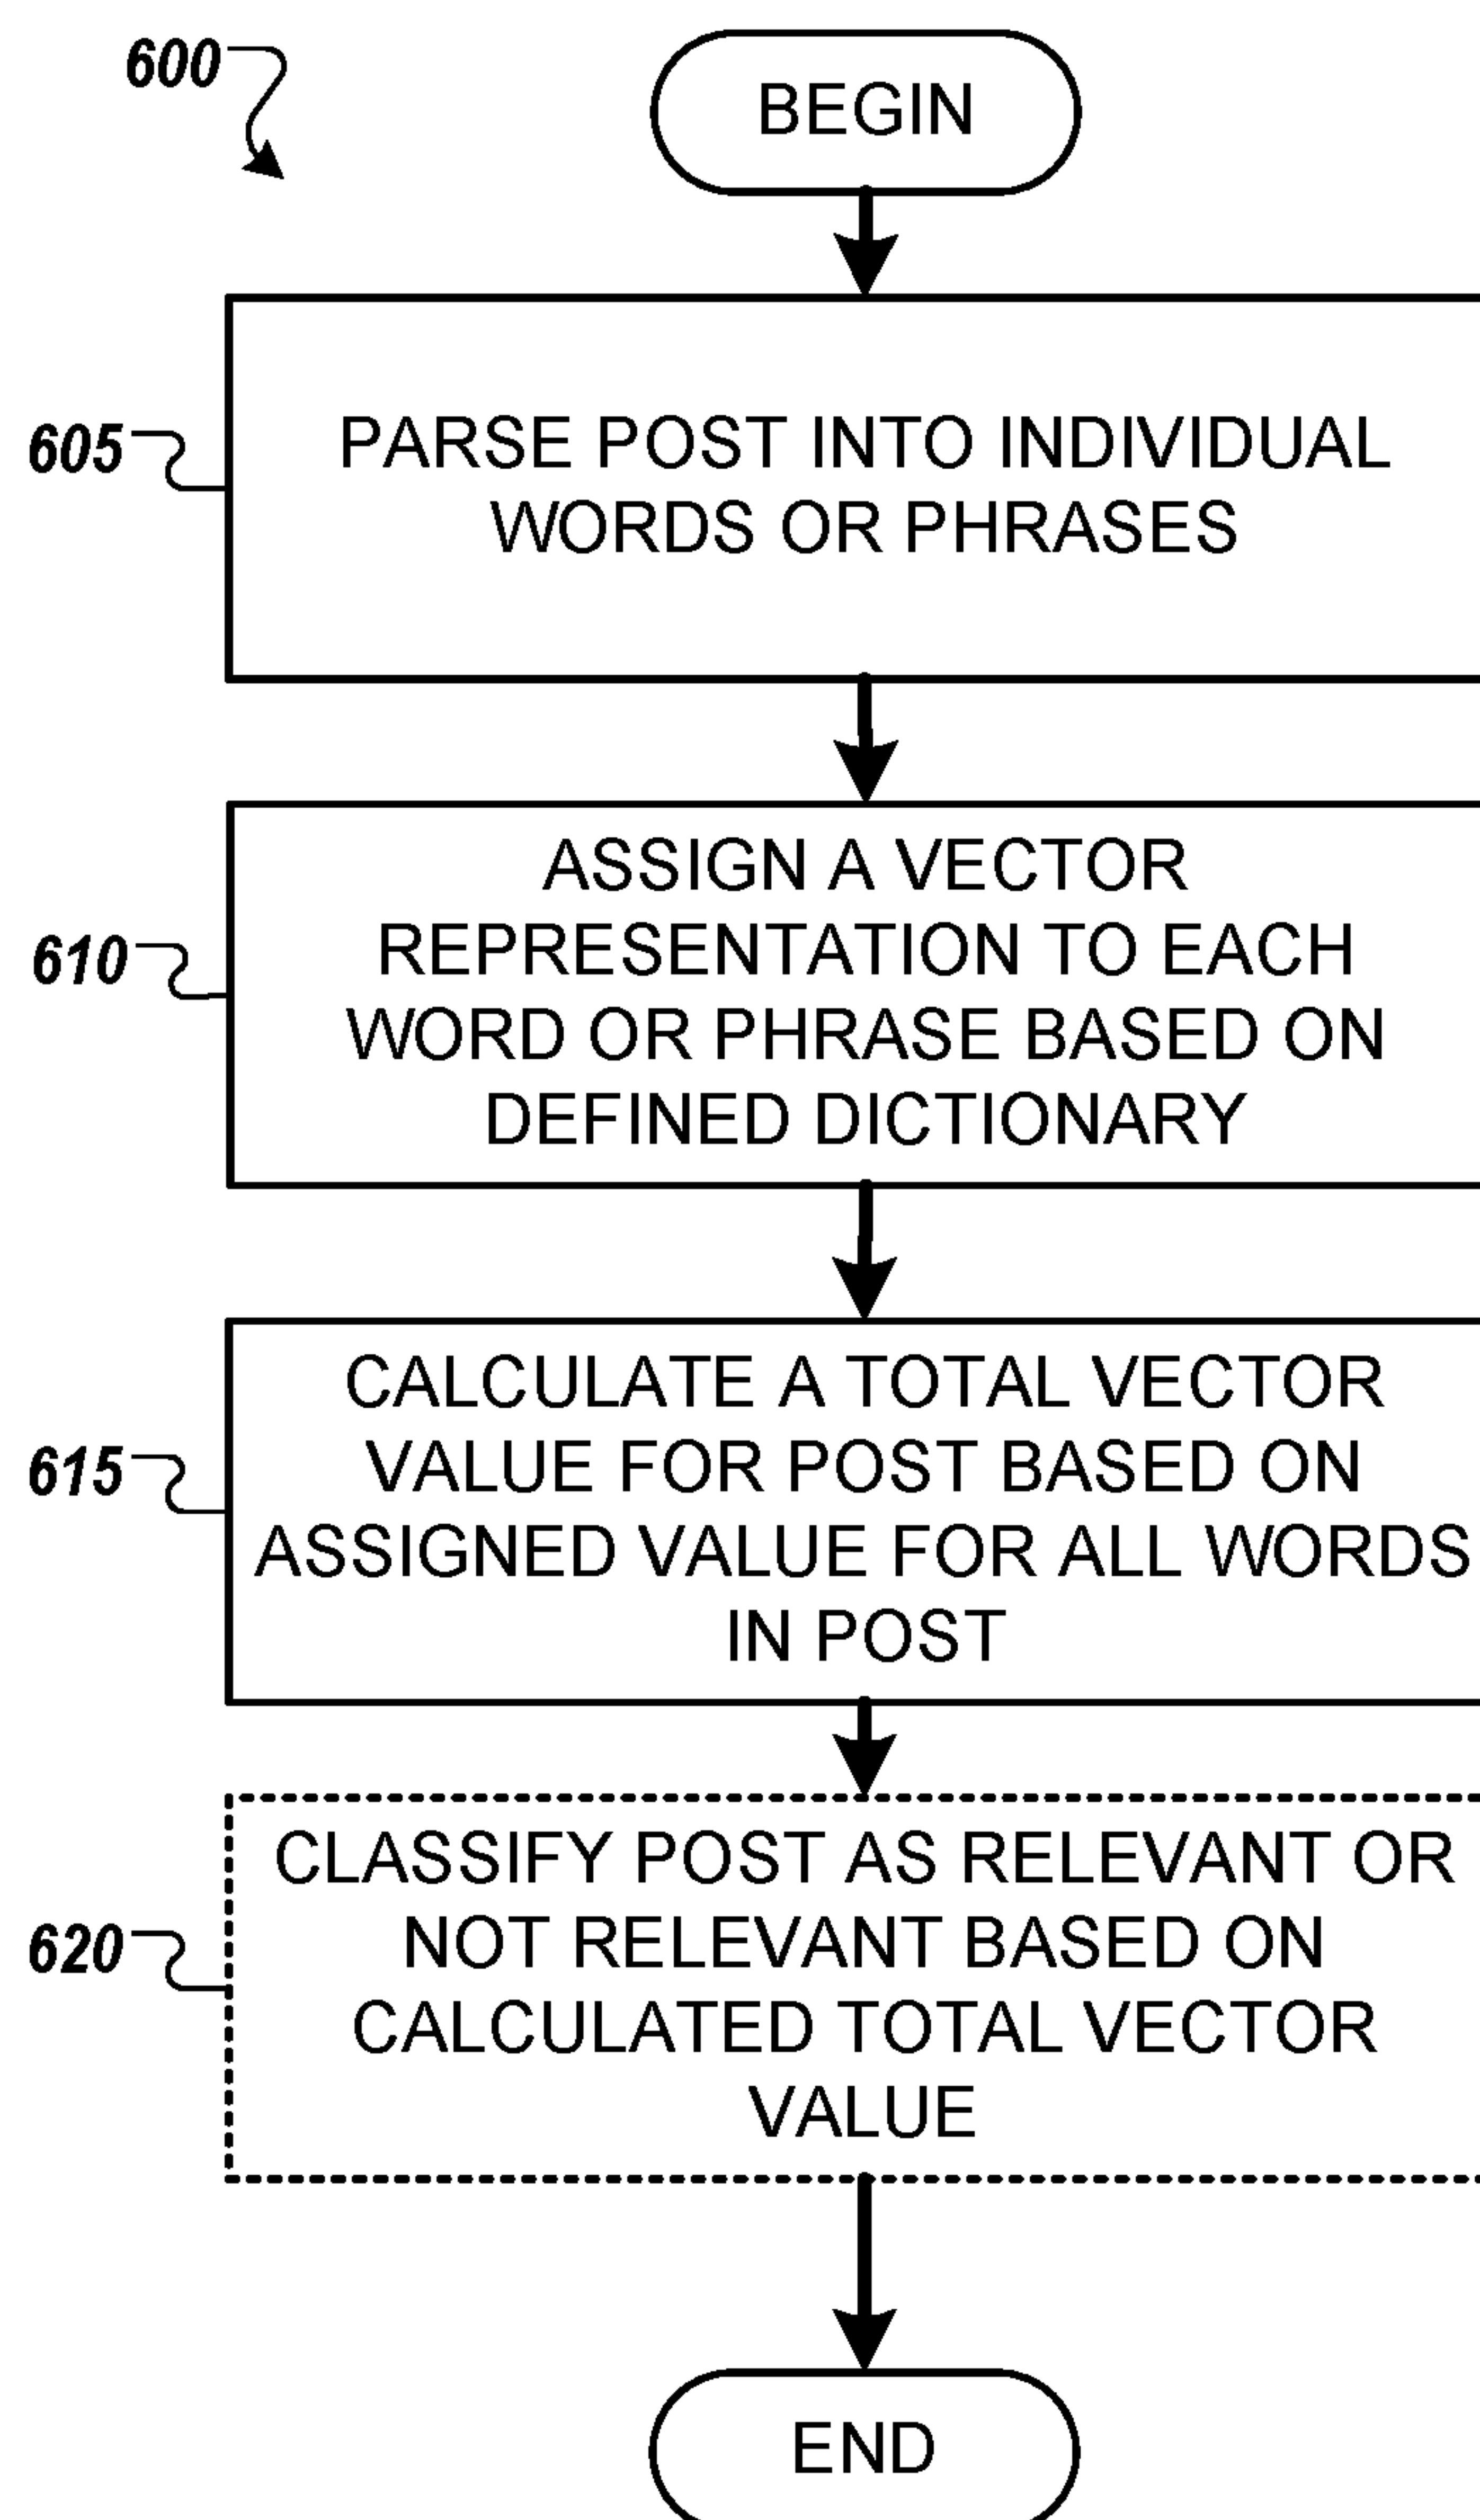 600
BEGIN
605
PARSE POST INTO INDIVIDUAL
WORDS OR PHRASES
610
ASSIGN A VECTOR
REPRESENTATION TO EACH
WORD OR PHRASE BASED ON
DEFINED DICTIONARY
615
CALCULATE A TOTAL VECTOR
VALUE FOR POST BASED ON
ASSIGNED VALUE FOR ALL WORDS
IN POST
620
CLASSIFY POST AS RELEVANT OR
NOT RELEVANT BASED ON
CALCULATED TOTAL VECTOR
VALUE
END